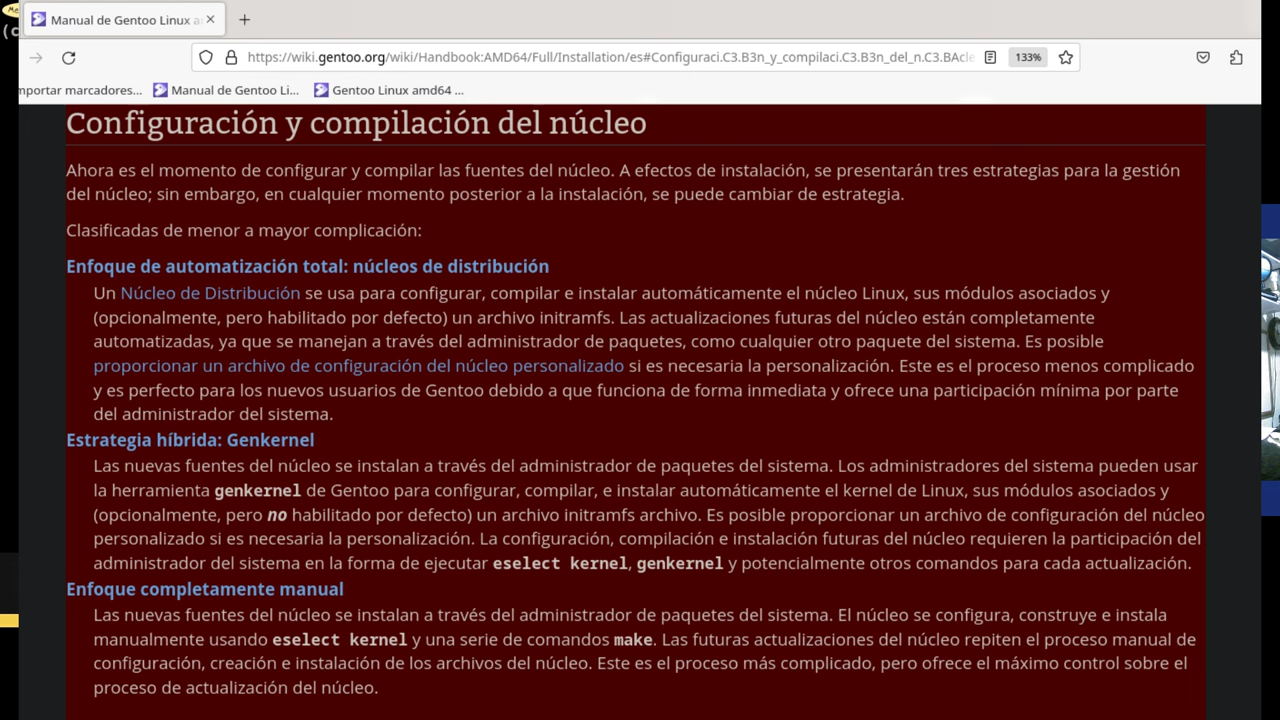 Manual de Gentoo Linux a
https://wiki.gentoo.org/wiki/Handbook:AMD64/Full/Installation/es#Configuraci.C3.B3n_y_compilaci.C3.B3n_del_n.C3.BAcle
133%
mportar marcadores... Manual de Gentoo Li... Gentoo Linux amd64 ...
Configuración y compilación del núcleo
Ahora es el momento de configurar y compilar las fuentes del núcleo. A efectos de instalación, se presentarán tres estrategias para la gestión
del núcleo; sin embargo, en cualquier momento posterior a la instalación, se puede cambiar de estrategia.
Clasificadas de menor a mayor complicación:
Enfoque de automatización total: núcleos de distribución
Un Núcleo de Distribución se usa para configurar, compilar e instalar automáticamente el núcleo Linux, sus módulos asociados y
(opcionalmente, pero habilitado por defecto) un archivo initramfs. Las actualizaciones futuras del núcleo están completamente
automatizadas, ya que se manejan a través del administrador de paquetes, como cualquier otro paquete del sistema. Es posible
proporcionar un archivo de configuración del núcleo personalizado si es necesaria la personalización. Este es el proceso menos complicado
y es perfecto para los nuevos usuarios de Gentoo debido a que funciona de forma inmediata y ofrece una participación mínima por parte
del administrador del sistema.
Estrategia híbrida: Genkernel
Las nuevas fuentes del núcleo se instalan a través del administrador de paquetes del sistema. Los administradores del sistema pueden usar
la herramienta genkernel de Gentoo para configurar, compilar, e instalar automáticamente el kernel de Linux, sus módulos asociados y
(opcionalmente, pero no habilitado por defecto) un archivo initramfs archivo. Es posible proporcionar un archivo de configuración del núcleo
personalizado si es necesaria la personalización. La configuración, compilación e instalación futuras del núcleo requieren la participación del
administrador del sistema en la forma de ejecutar eselect kernel, genkernel y potencialmente otros comandos para cada actualización.
Enfoque completamente manual
Las nuevas fuentes del núcleo se instalan a través del administrador de paquetes del sistema. El núcleo se configura, construye e instala
manualmente usando eselect kernel y una serie de comandos make. Las futuras actualizaciones del núcleo repiten el proceso manual de
configuración, creación e instalación de los archivos del núcleo. Este es el proceso más complicado, pero ofrece el máximo control sobre el
proceso de actualización del núcleo.